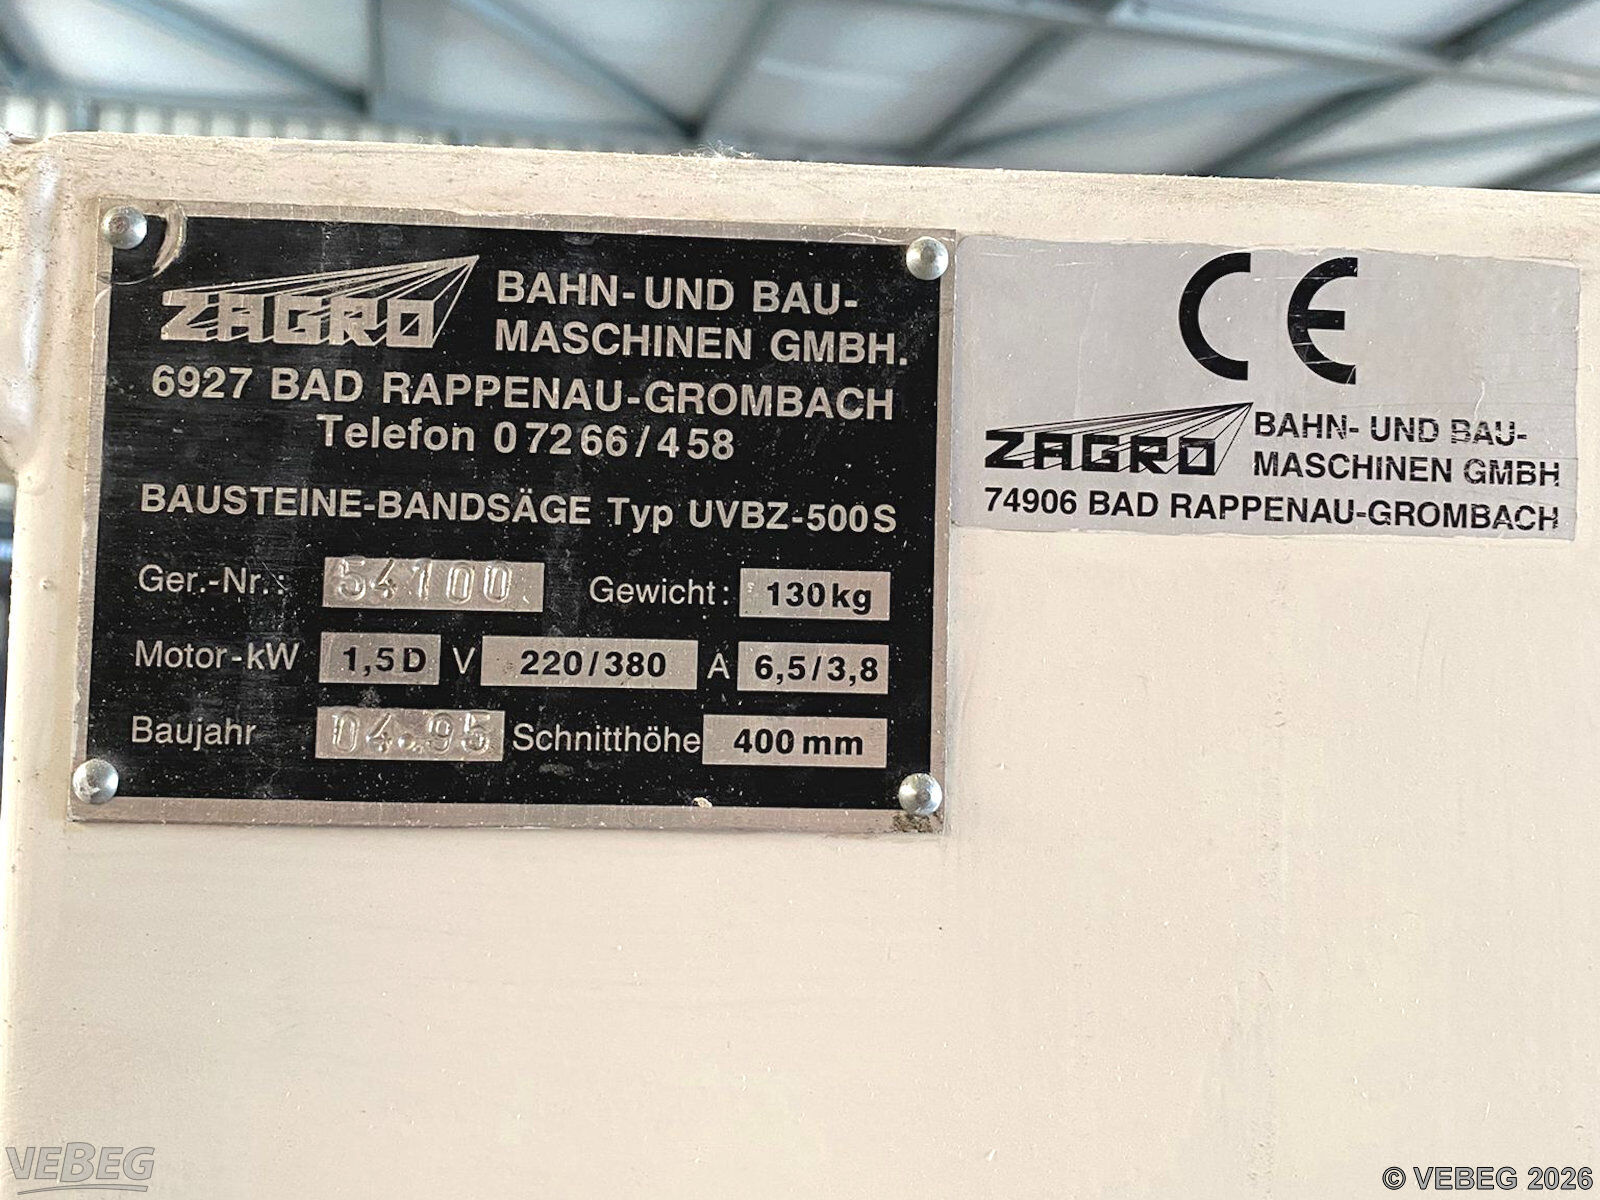 ZAGRO BAHN-UND BAU-
MASCHINEN GMBH.
6927 BAD RAPPENAU-GROMBACH
Telefon 07266/458
BAUSTEINE-BANDSÄGE Typ UVBZ-500S
Ger.-Nr.: 54100 Gewicht: 130kg
Motor-kW 1,5D V 220/380 A 6,5/3,8
Baujahr 04.95 Schnitthöhe 400mm
CE
ZAGRO BAHN- UND BAU-
MASCHINEN GMBH
74906 BAD RAPPENAU-GROMBACH
VEBEG
© VEBEG 2026